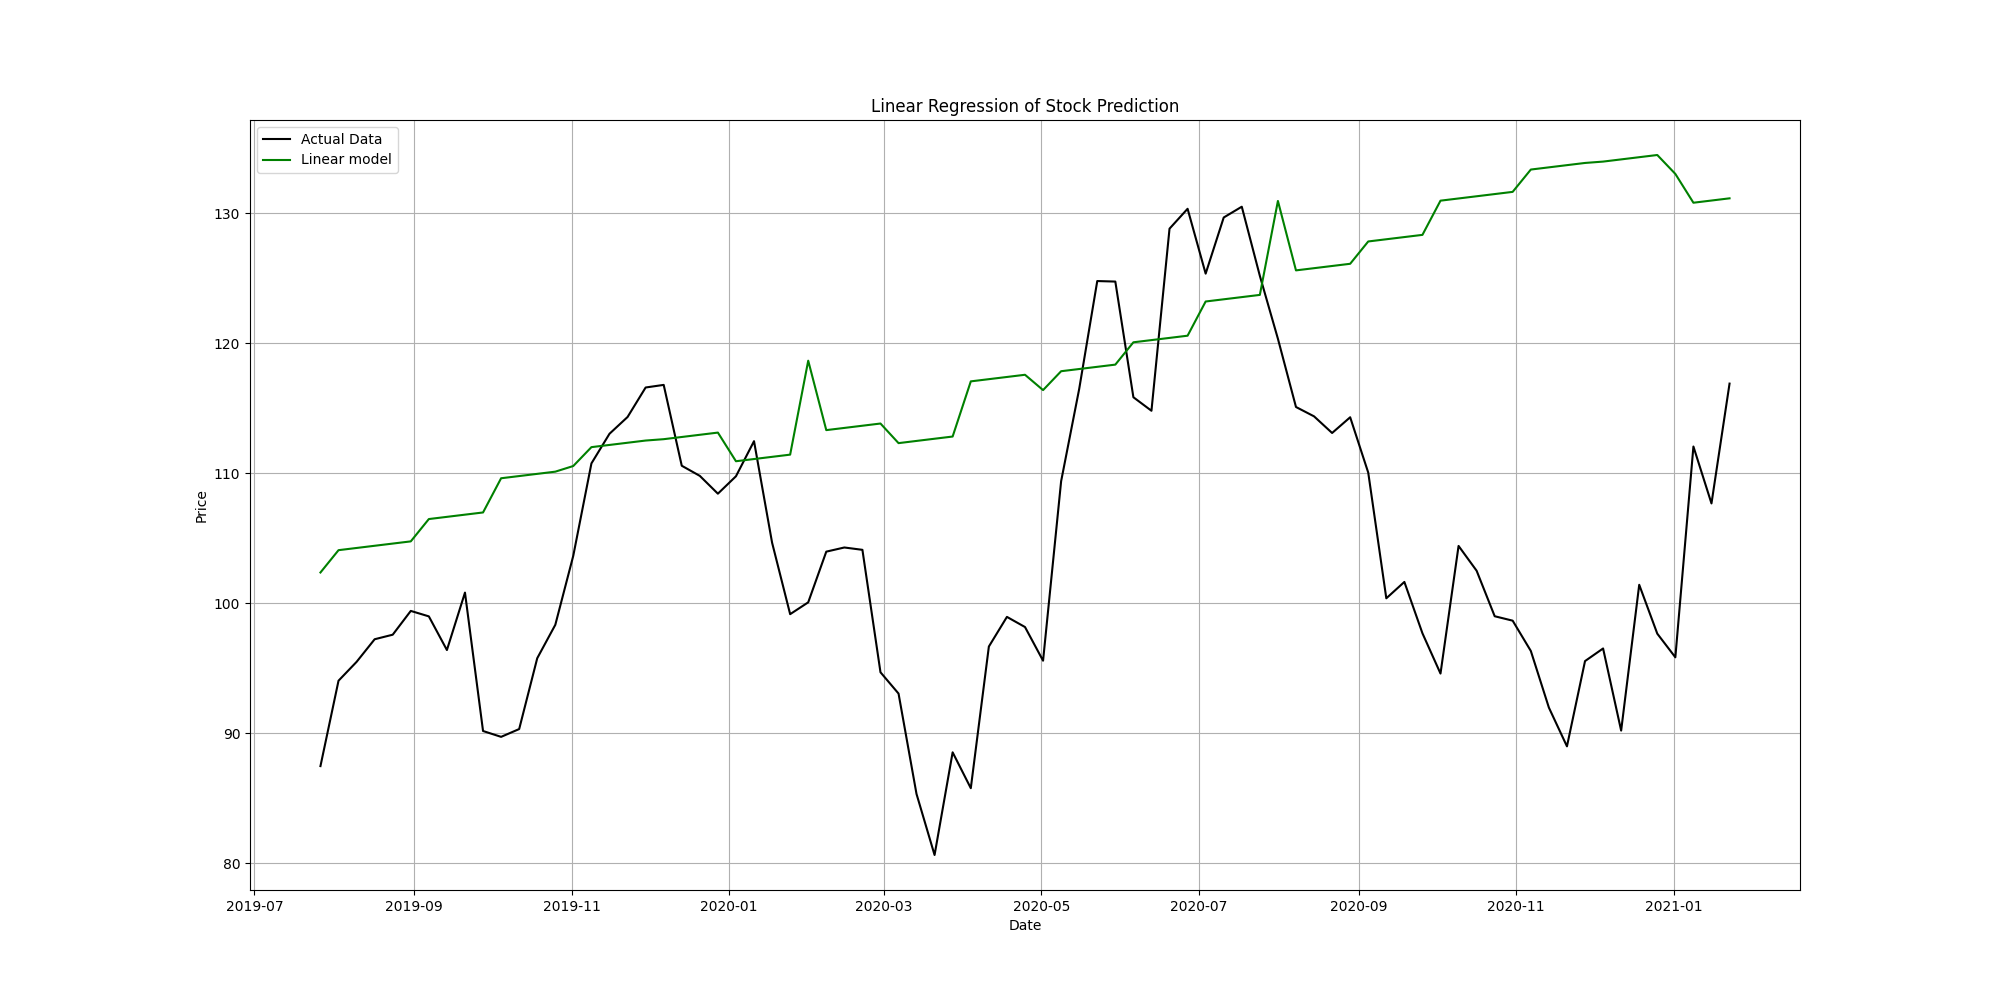 Linear Regression of Stock Prediction
Actual Data
Linear model
130
120
110
100
90
80
Price
2019-07 2019-09 2019-11 2020-01 2020-03 2020-05 2020-07 2020-09 2020-11 2021-01
Date